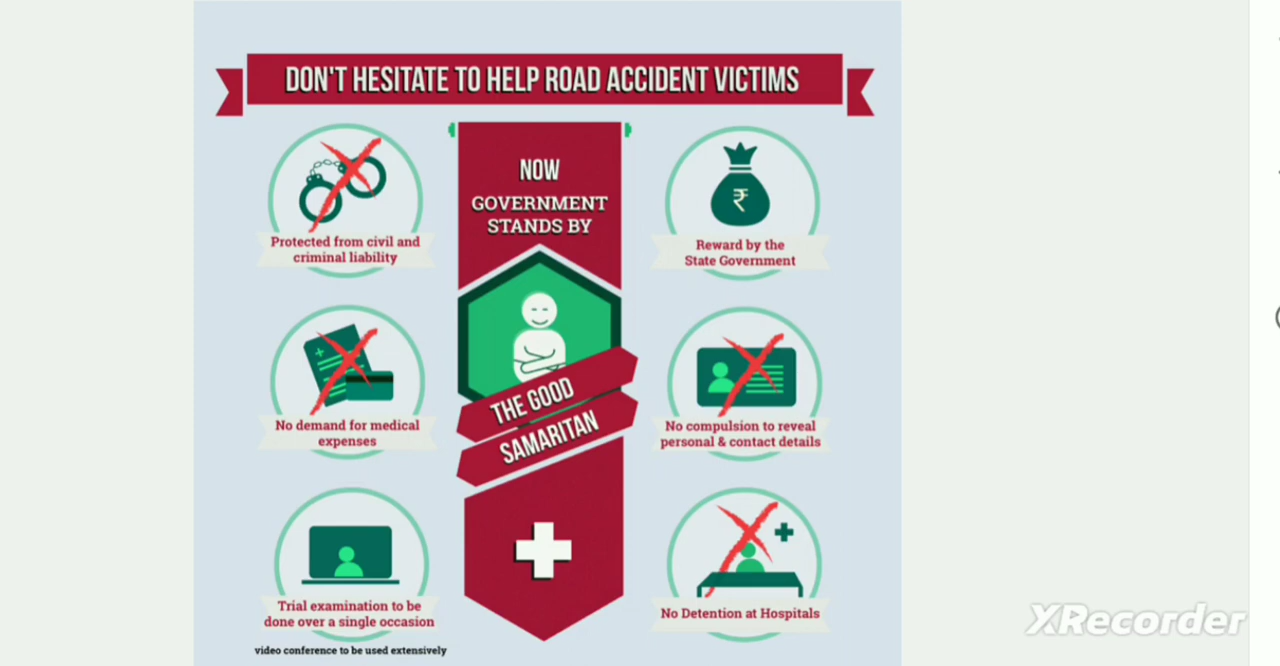 DON'T HESITATE TO HELP ROAD ACCIDENT VICTIMS
NOW
GOVERNMENT
STANDS BY
THE GOOD
SAMARITAN
Protected from civil and
criminal liability
Reward by the
State Government
No demand for medical
expenses
No compulsion to reveal
personal & contact details
Trial examination to be
done over a single occasion
video conference to be used extensively
No Detention at Hospitals
₹
XRecorder